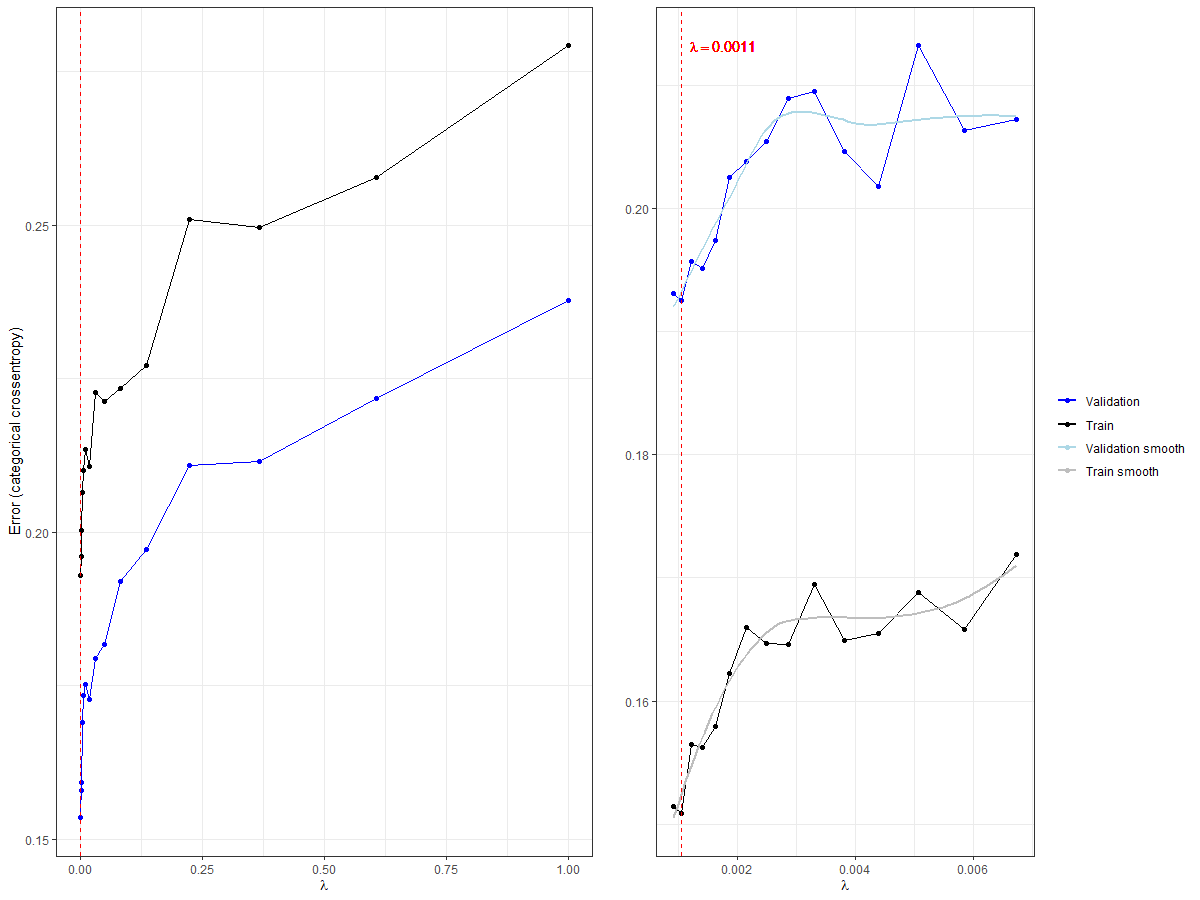 Error (categorical crossentropy)
0.25
0.20
0.15
0.00 0.25 0.50 0.75 1.00
λ
λ = 0.0011
0.20
0.18
0.16
0.002 0.004 0.006
λ
Validation
Train
Validation smooth
Train smooth